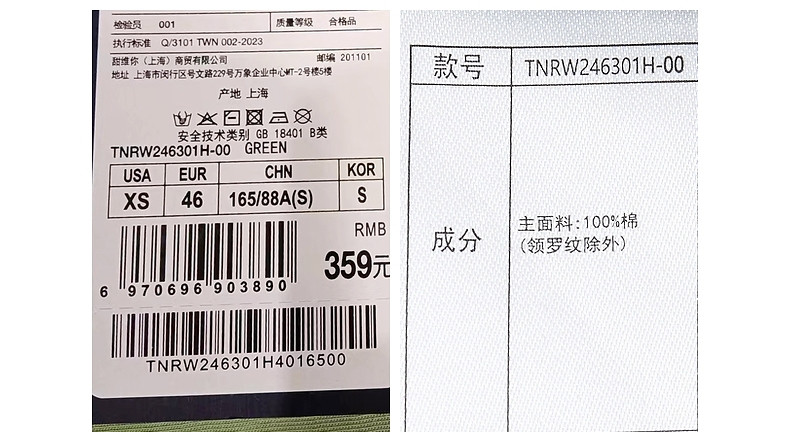 检验员 001 质量等级 合格品
执行标准 Q/3101 TWN 002-2023
甜维你（上海）商贸有限公司 邮编 201101
地址 上海市闵行区号文路229号万象企业中心MT-2号楼5楼
产地 上海
安全技术类别 GB 18401 B类
TNRW246301H-00 GREEN
USA EUR CHN KOR
XS 46 165/88A(S) S
RMB
359元
6 970696 903890
TNRW246301H4016500
款号 TNRW246301H-00
成分 主面料:100%棉
(领罗纹除外)